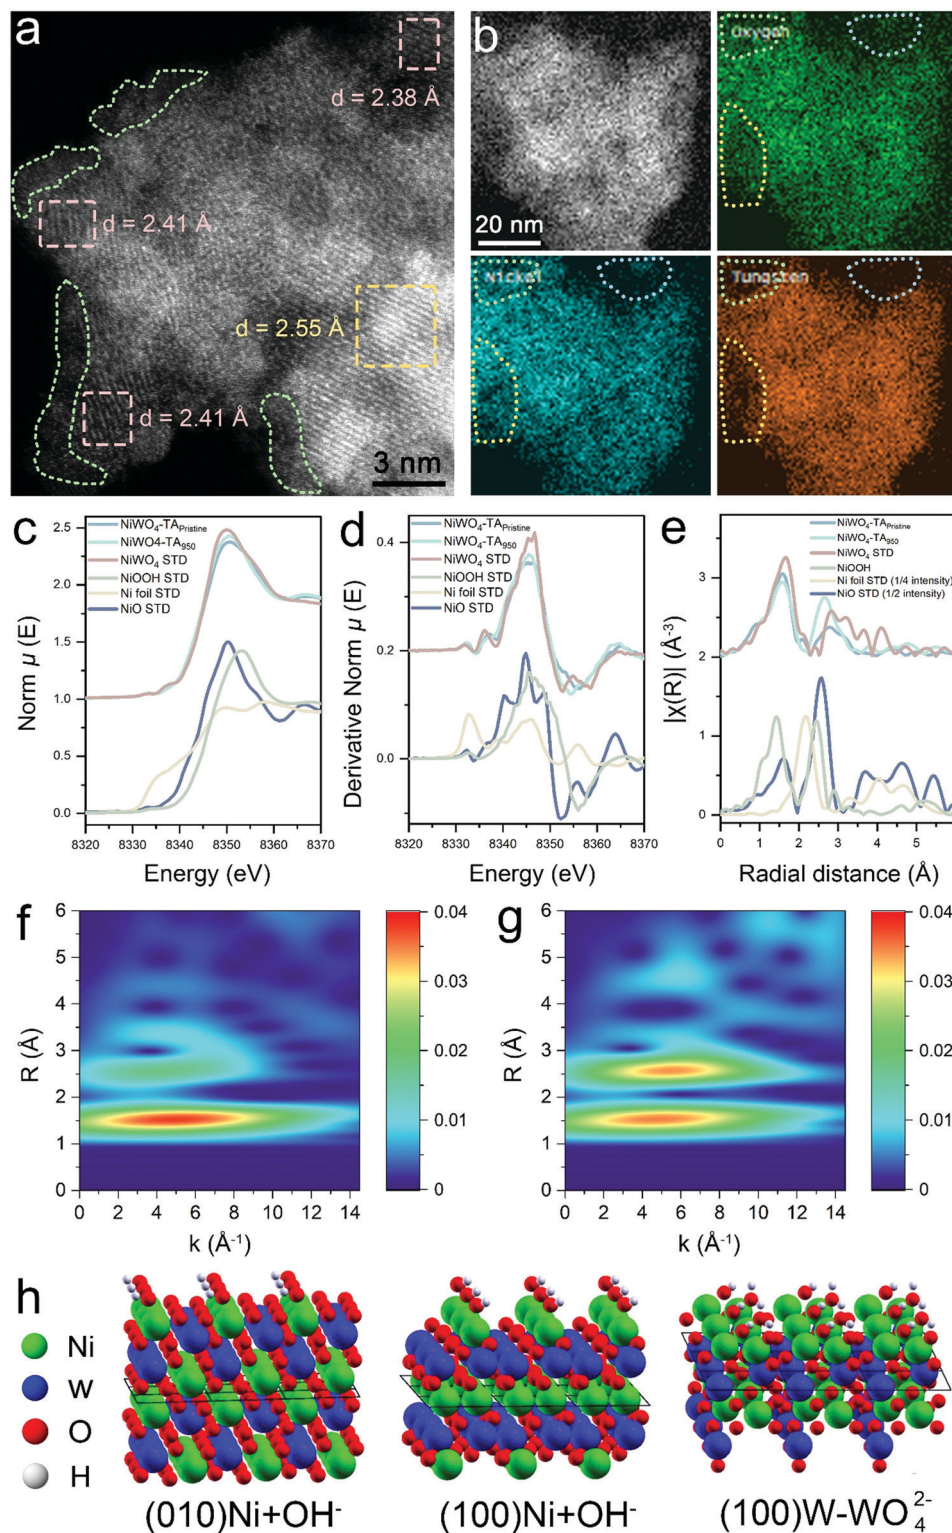 a
d = 2.38 Å
d = 2.41 Å
d = 2.55 Å
d = 2.41 Å
3 nm
b
Oxygen
20 nm
Nickel
Tungsten
c
NiWO4-TAPristine
NiWO4-TA950
NiWO4 STD
NiOOH STD
Ni foil STD
NiO STD
Norm μ (E)
2.5
2.0
1.5
1.0
0.5
0.0
8320 8330 8340 8350 8360 8370
Energy (eV)
d
NiWO4-TAPristine
NiWO4-TA950
NiWO4 STD
NiOOH STD
Ni foil STD
NiO STD
Derivative Norm μ (E)
0.4
0.2
0.0
8320 8330 8340 8350 8360 8370
Energy (eV)
e
NiWO4-TAPristine
NiWO4-TA950
NiWO4 STD
NiOOH
Ni foil STD (1/4 intensity)
NiO STD (1/2 intensity)
|χ(R)| (Å-3)
3
2
1
0
0 1 2 3 4 5
Radial distance (Å)
f
R (Å)
6
5
4
3
2
1
0
0 2 4 6 8 10 12 14
k (Å-1)
0.04
0.03
0.02
0.01
0
g
R (Å)
6
5
4
3
2
1
0
0 2 4 6 8 10 12 14
k (Å-1)
0.04
0.03
0.02
0.01
0
h
Ni
W
O
H
(010)Ni+OH-
(100)Ni+OH-
(100)W-WO4 2-